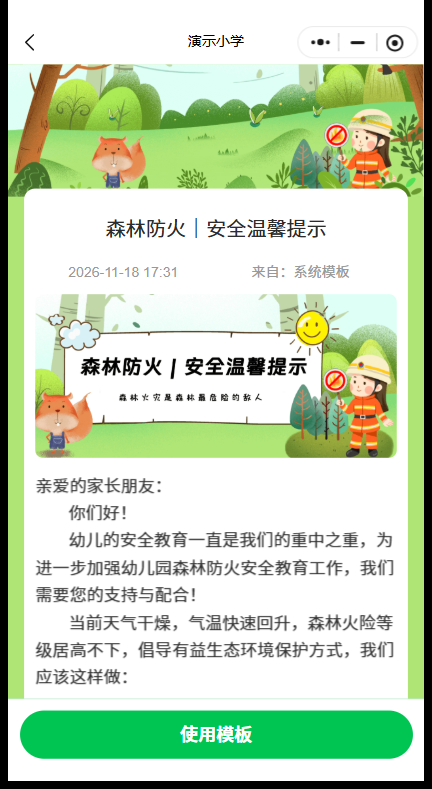 演示小学
森林防火｜安全温馨提示
2026-11-18 17:31 来自：系统模板
森林防火 | 安全温馨提示
森林火灾是森林最危险的敌人
亲爱的家长朋友：
你们好！
幼儿的安全教育一直是我们的重中之重，为
进一步加强幼儿园森林防火安全教育工作，我们
需要您的支持与配合！
当前天气干燥，气温快速回升，森林火险等
级居高不下，倡导有益生态环境保护方式，我们
应该这样做：
使用模板